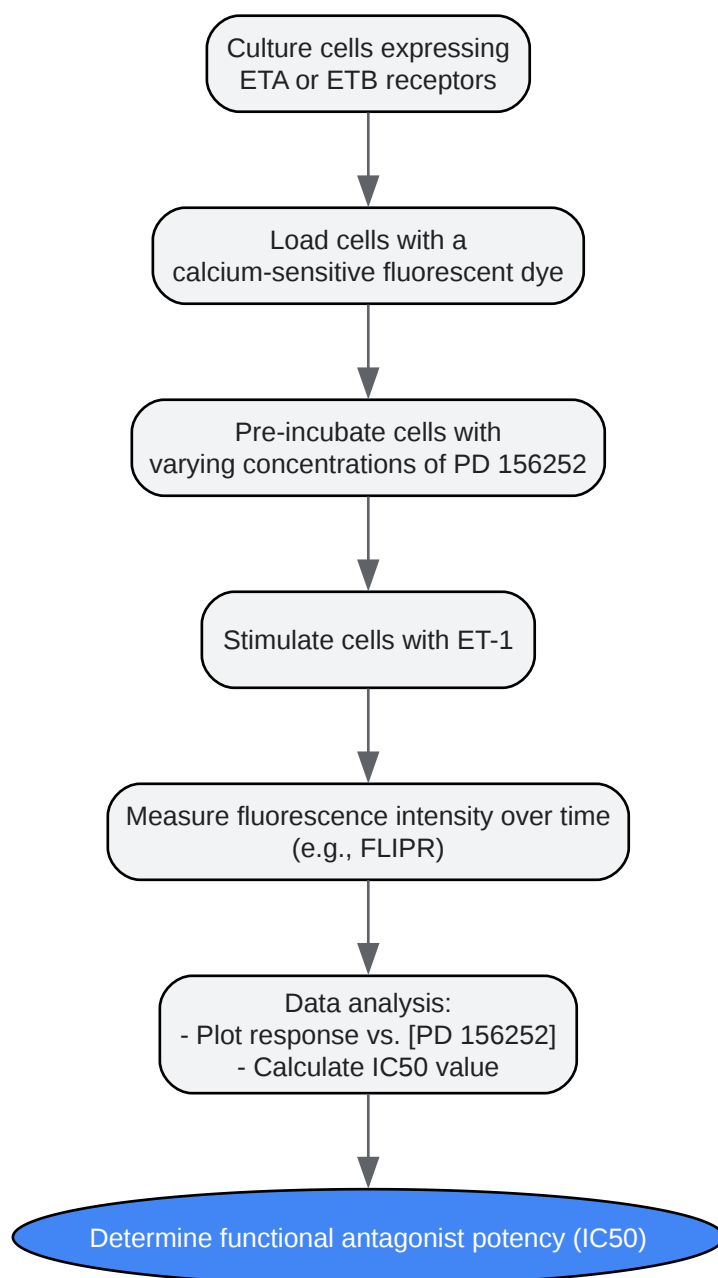 Culture cells expressing
ETA or ETB receptors
Load cells with a
calcium-sensitive fluorescent dye
Pre-incubate cells with
varying concentrations of PD 156252
Stimulate cells with ET-1
Measure fluorescence intensity over time
(e.g., FLIPR)
Data analysis:
- Plot response vs. [PD 156252]
- Calculate IC50 value
Determine functional antagonist potency (IC50)